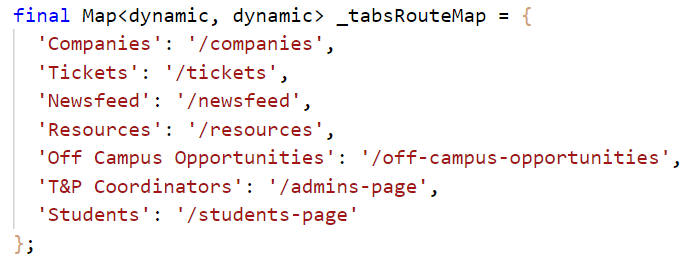 final Map<dynamic, dynamic> _tabsRouteMap = {
  'Companies': '/companies',
  'Tickets': '/tickets',
  'Newsfeed': '/newsfeed',
  'Resources': '/resources',
  'Off Campus Opportunities': '/off-campus-opportunities',
  'T&P Coordinators': '/admins-page',
  'Students': '/students-page'
};